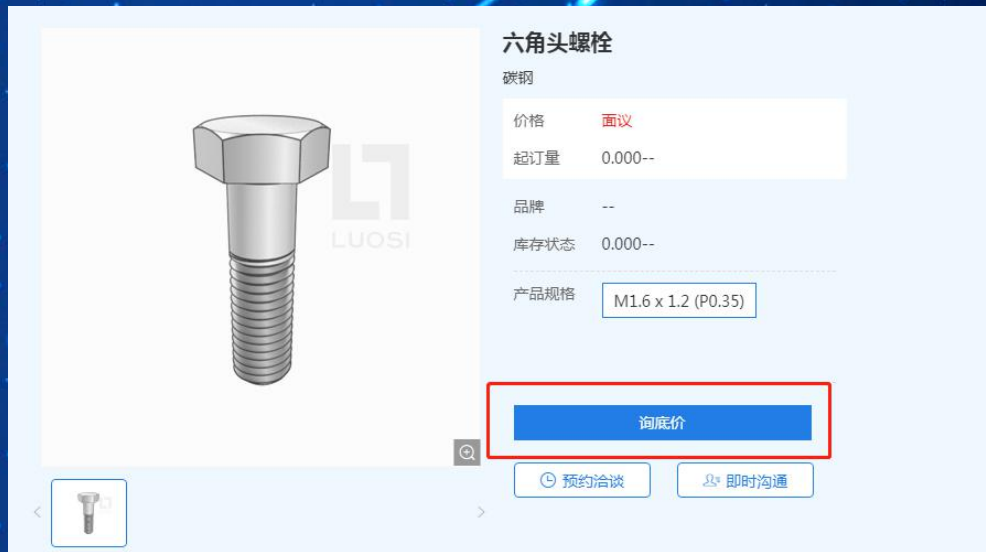 六角头螺栓
碳钢
价格 面议
起订量 0.000--
品牌 --
库存状态 0.000--
产品规格 M1.6 x 1.2 (P0.35)
询底价
预约洽谈 即时沟通
LUOSI